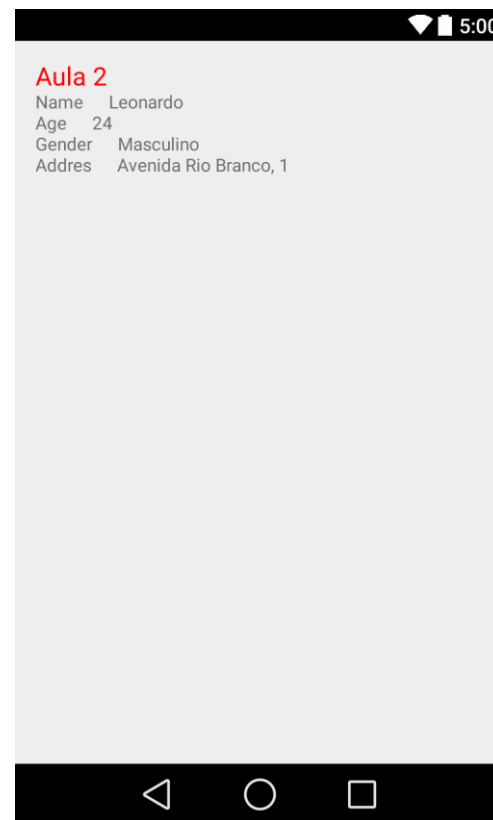 5:00
Aula 2
Name Leonardo
Age 24
Gender Masculino
Addres Avenida Rio Branco, 1